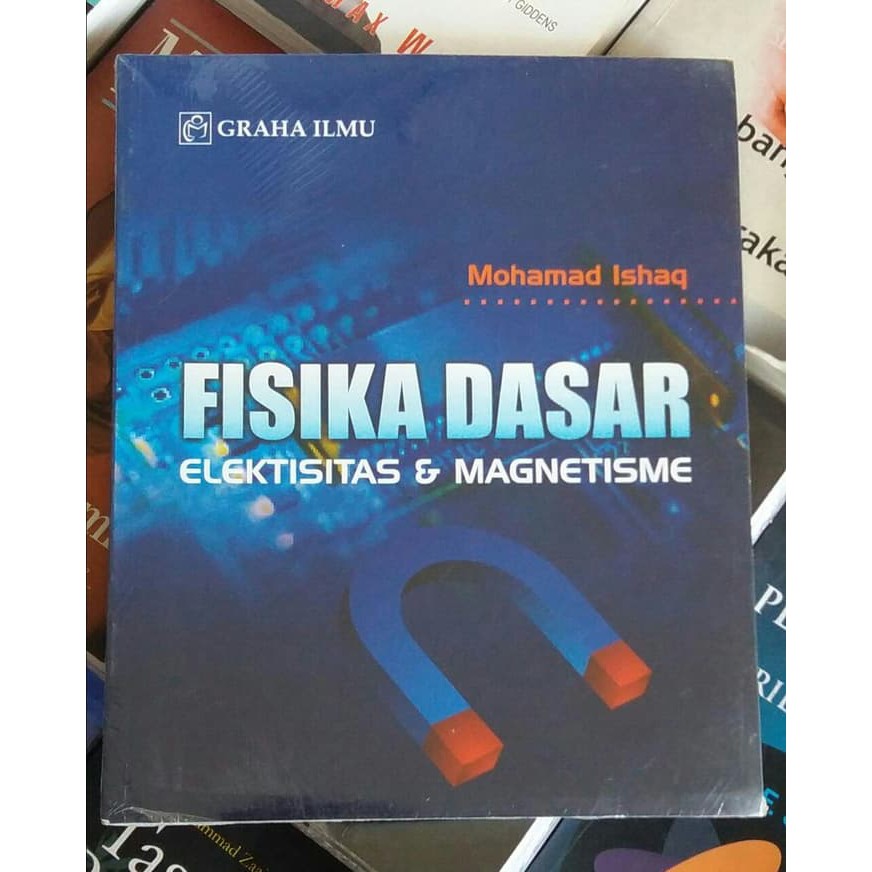 GIDDENS
GRAHA ILMU
Mohamad Ishaq
FISIKA DASAR
ELEKTISITAS & MAGNETISME